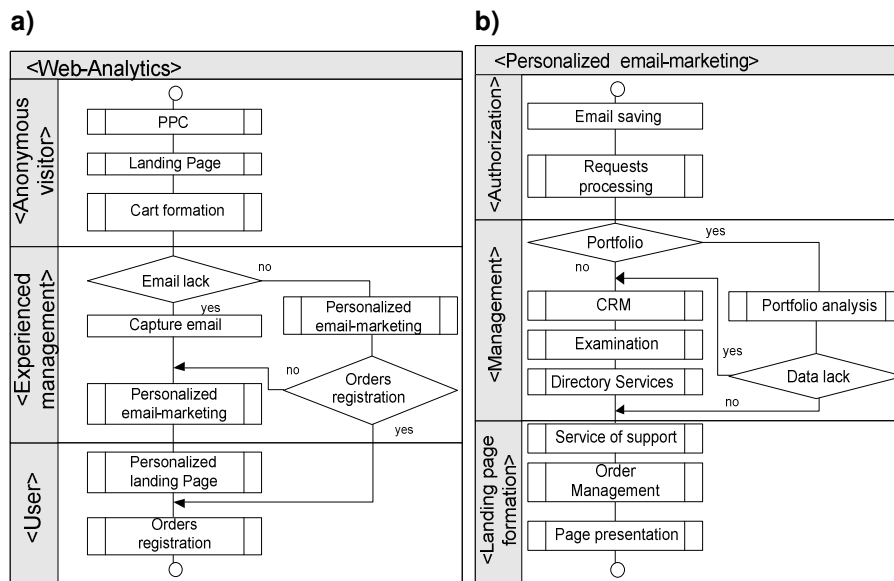 a)
<Web-Analytics>
<Anonymous
visitor>
PPC
Landing Page
Cart formation
<Experienced
management>
Email lack
no
yes
Capture email
Personalized
email-marketing
no
Orders
registration
Personalized
email-marketing
yes
<User>
Personalized
landing Page
Orders
registration
b)
<Personalized email-marketing>
<Authorization>
Email saving
Requests
processing
<Management>
Portfolio
yes
no
CRM
Portfolio analysis
Examination
yes
Directory Services
Data lack
no
<Landing page
formation>
Service of support
Order
Management
Page presentation